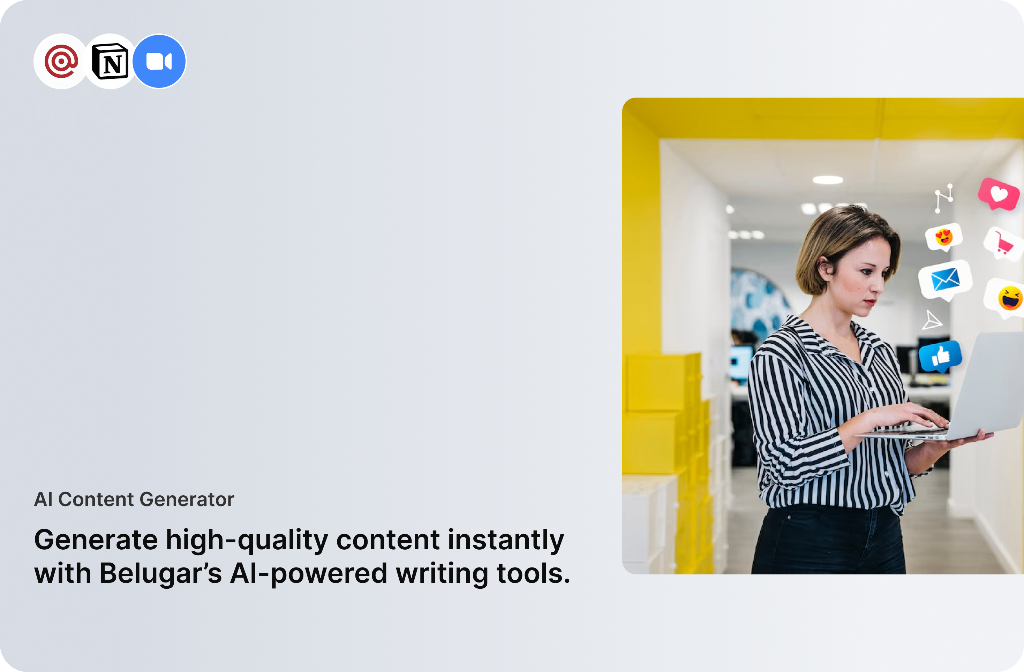 N
AI Content Generator
Generate high-quality content instantly
with Belugar’s AI-powered writing tools.